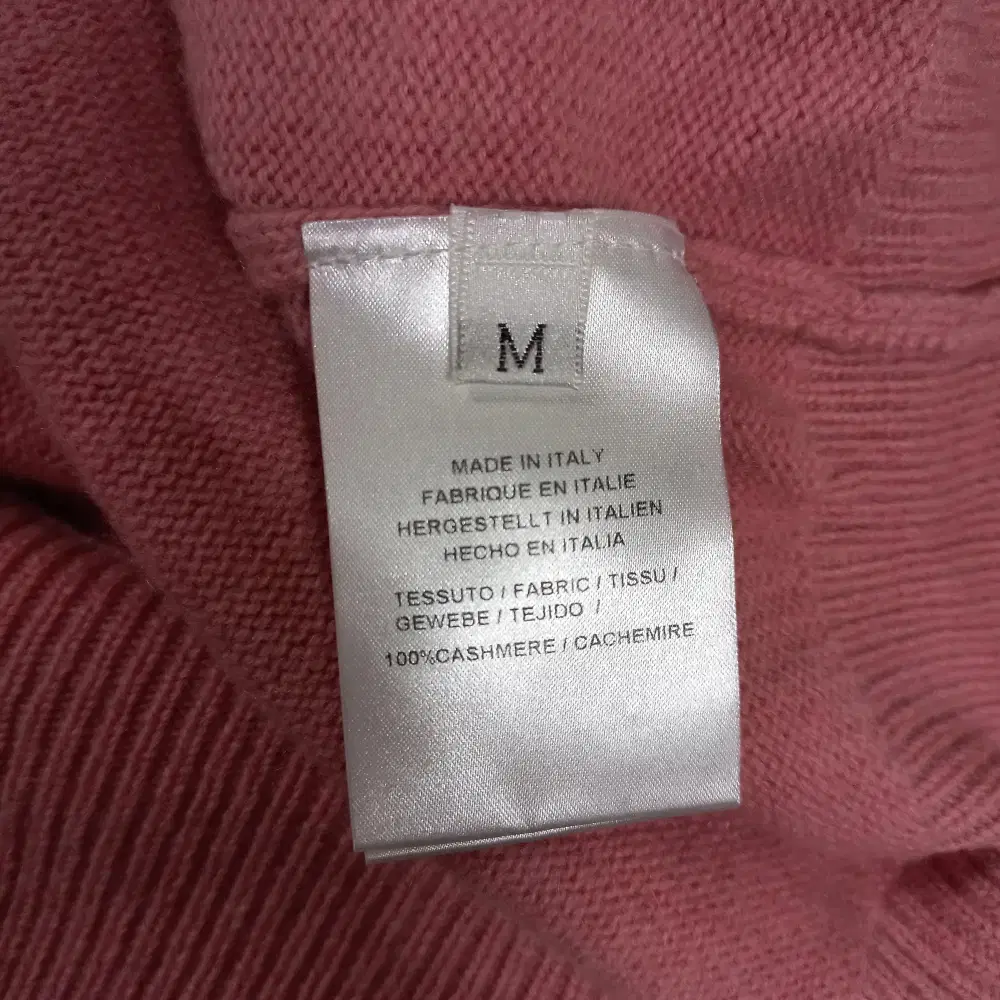 M
MADE IN ITALY
FABRIQUE EN ITALIE
HERGESTELLT IN ITALIEN
HECHO EN ITALIA
TESSUTO / FABRIC / TISSU /
GEWEBE / TEJIDO /
100%CASHMERE / CACHEMIRE